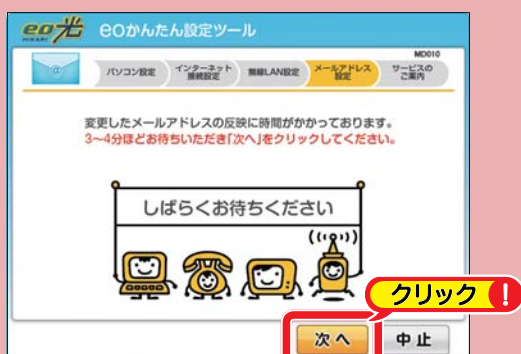 eo光
HIKARI
eoかんたん設定ツール
MD010
@
パソコン設定
インターネット
接続設定
無線LAN設定
メールアドレス
設定
サービスの
ご案内
変更したメールアドレスの反映に時間がかかっております。
3~4分ほどお待ちいただき「次へ」をクリックしてください。
しばらくお待ちください
クリック!
次へ
中止